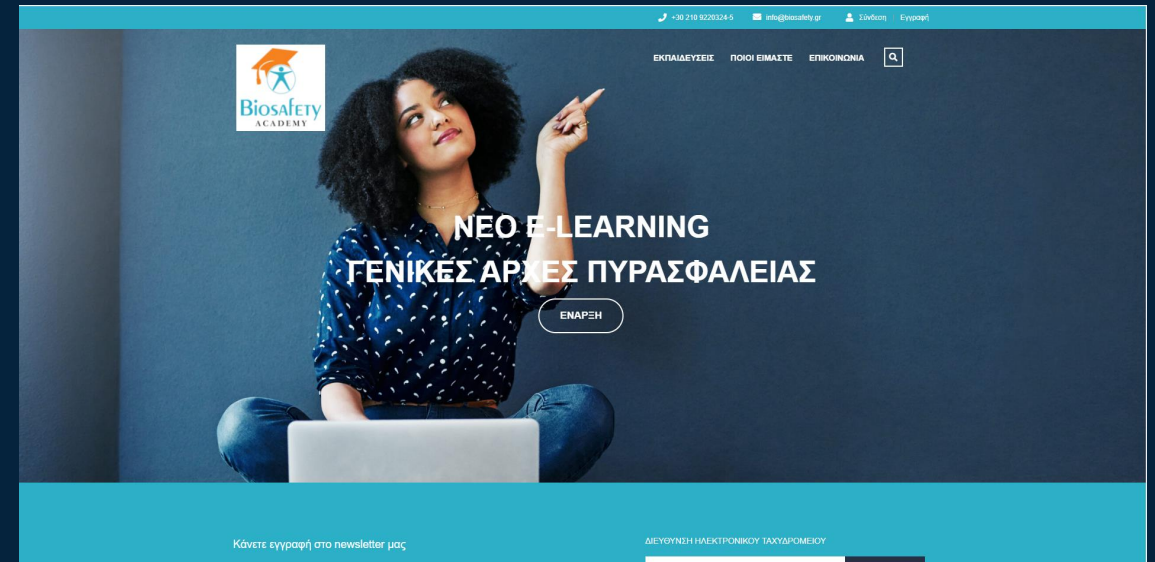 +30 210 9220324-5 info@biosafety.gr Σύνδεση Εγγραφή
Biosafety
ACADEMY
ΕΚΠΑΙΔΕΥΣΕΙΣ ΠΟΙΟΙ ΕΙΜΑΣΤΕ ΕΠΙΚΟΙΝΩΝΙΑ
ΝΕΟ E-LEARNING
ΓΕΝΙΚΕΣ ΑΡΧΕΣ ΠΥΡΑΣΦΑΛΕΙΑΣ
ΕΝΑΡΞΗ
Κάνετε εγγραφή στο newsletter μας
ΔΙΕΥΘΥΝΣΗ ΗΛΕΚΤΡΟΝΙΚΟΥ ΤΑΧΥΔΡΟΜΕΙΟΥ